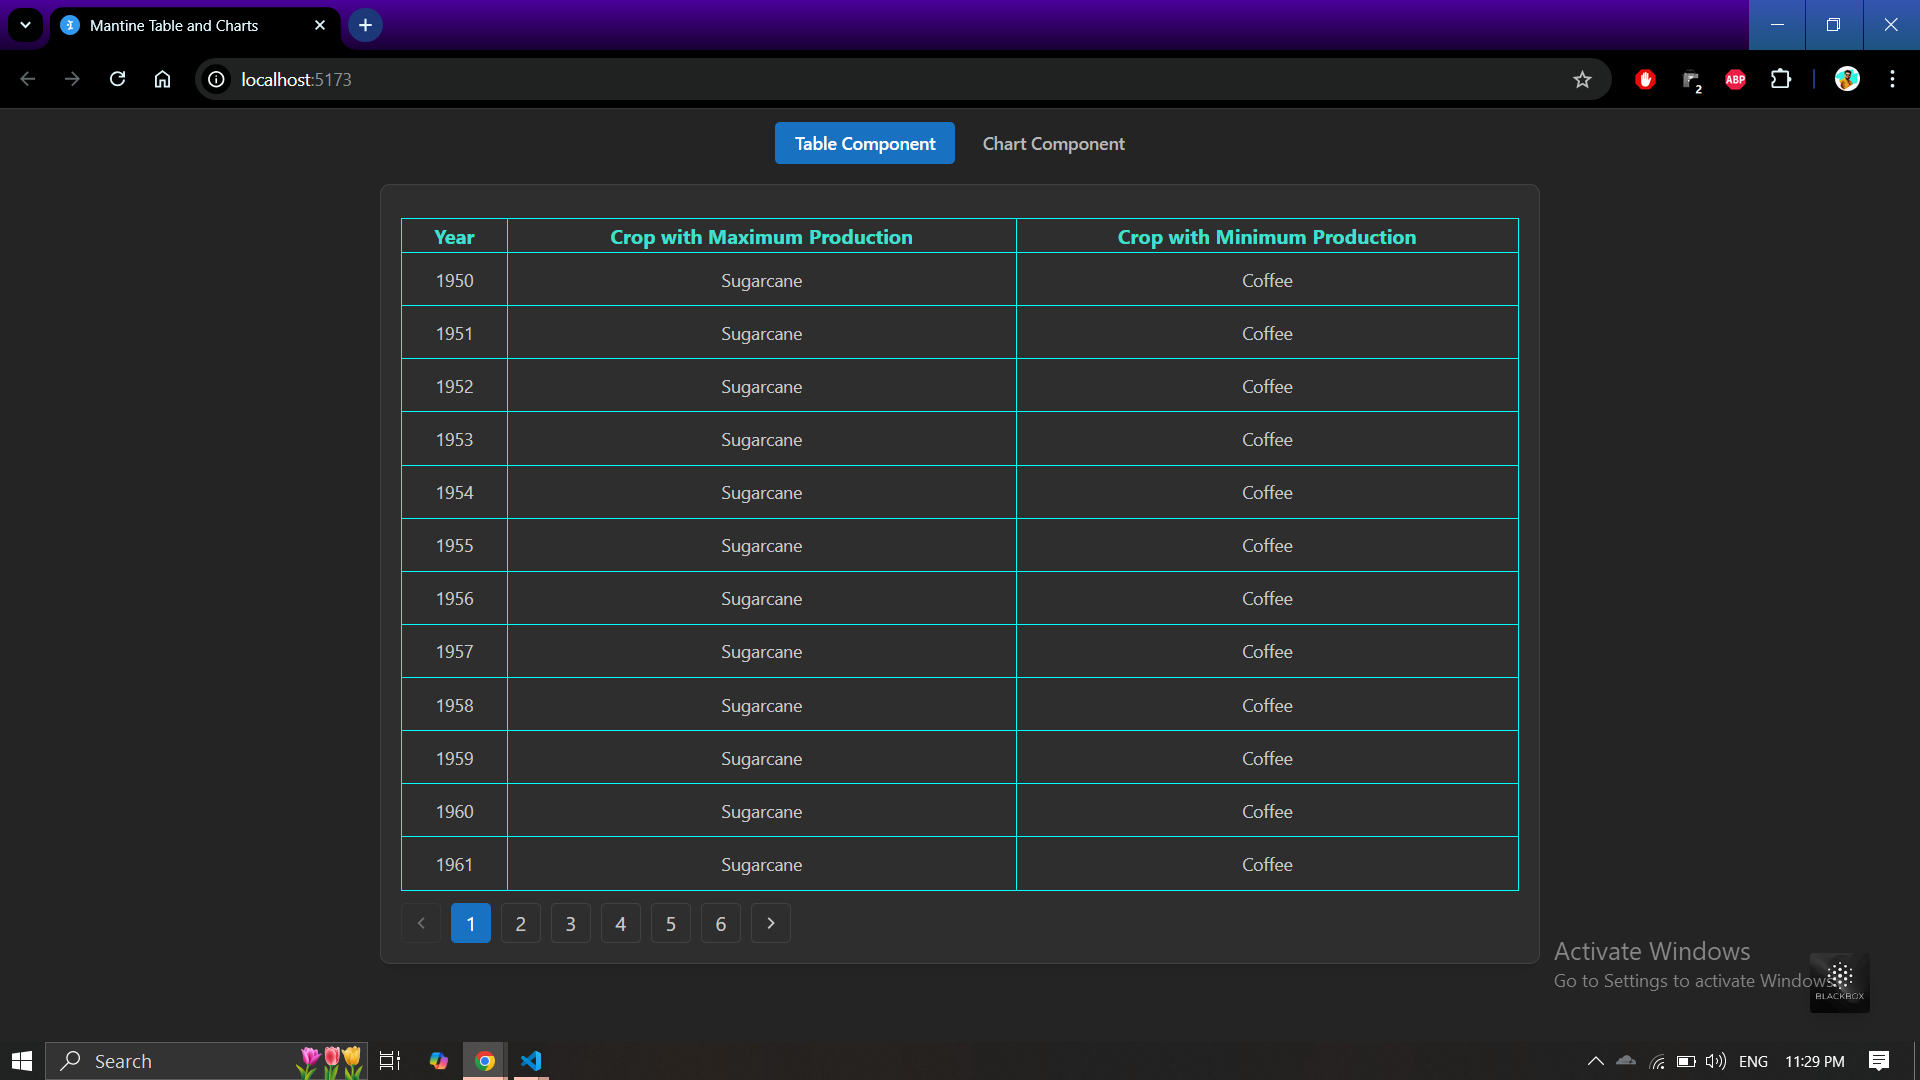 Mantine Table and Charts
localhost:5173
ABP
2
Table Component
Chart Component
Year Crop with Maximum Production Crop with Minimum Production
1950 Sugarcane Coffee
1951 Sugarcane Coffee
1952 Sugarcane Coffee
1953 Sugarcane Coffee
1954 Sugarcane Coffee
1955 Sugarcane Coffee
1956 Sugarcane Coffee
1957 Sugarcane Coffee
1958 Sugarcane Coffee
1959 Sugarcane Coffee
1960 Sugarcane Coffee
1961 Sugarcane Coffee
1 2 3 4 5 6
Activate Windows
Go to Settings to activate Windows
BLACKBOX
Search
ENG
11:29 PM